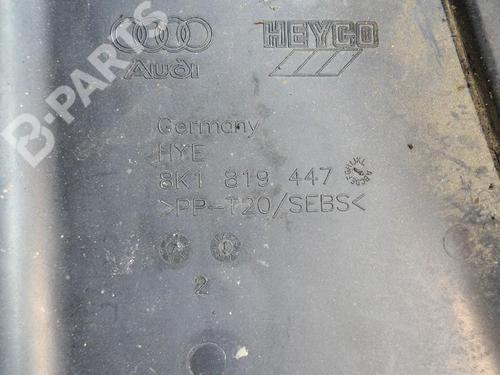 B-PARTS
Audi
HEYCO
Germany
HYE
8K1 819 447
>PP-T20/SEBS<
2